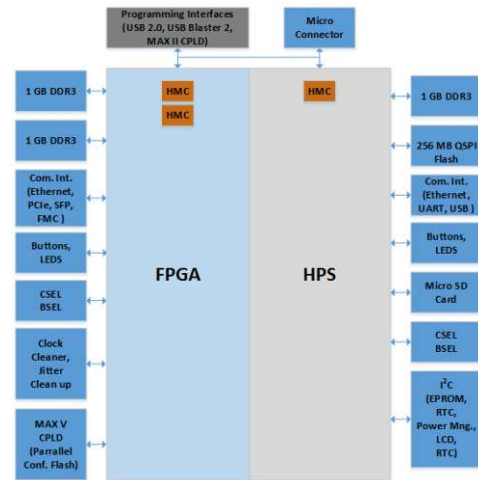 Programming Interfaces
(USB 2.0, USB Blaster 2,
MAX II CPLD)
Micro
Connector
1 GB DDR3
1 GB DDR3
Com. Int.
(Ethernet,
PCIe, SFP,
FMC )
Buttons,
LEDS
CSEL
BSEL
Clock
Cleaner,
Jitter
Clean up
MAX V
CPLD
(Parrallel
Conf. Flash)
HMC
HMC
FPGA
HMC
HPS
1 GB DDR3
256 MB QSPI
Flash
Com. Int.
(Ethernet,
UART, USB )
Buttons,
LEDS
Micro SD
Card
CSEL
BSEL
I²C
(EPROM,
RTC,
Power Mng.,
LCD,
RTC)